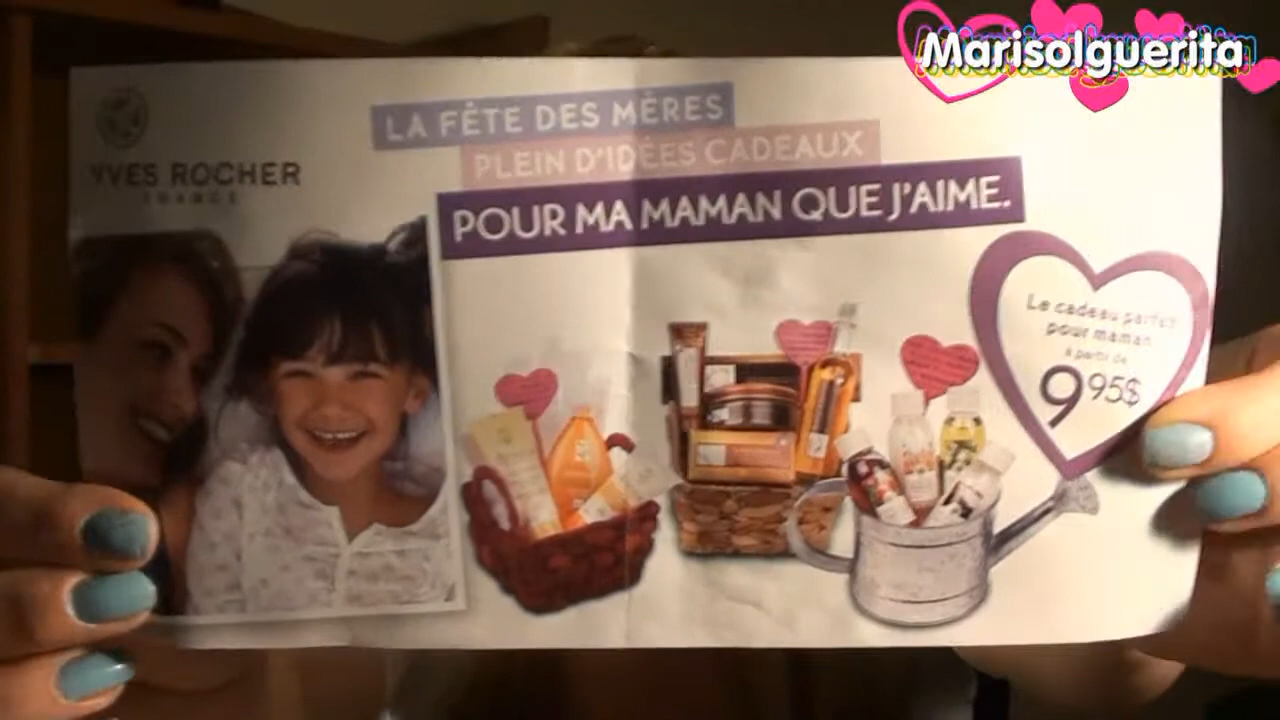 Marisolguerita
YVES ROCHER
FRANCE
LA FÊTE DES MÈRES
PLEIN D'IDÉES CADEAUX
POUR MA MAMAN QUE J'AIME.
Le cadeau parfait
pour maman
à partir de
9 95$